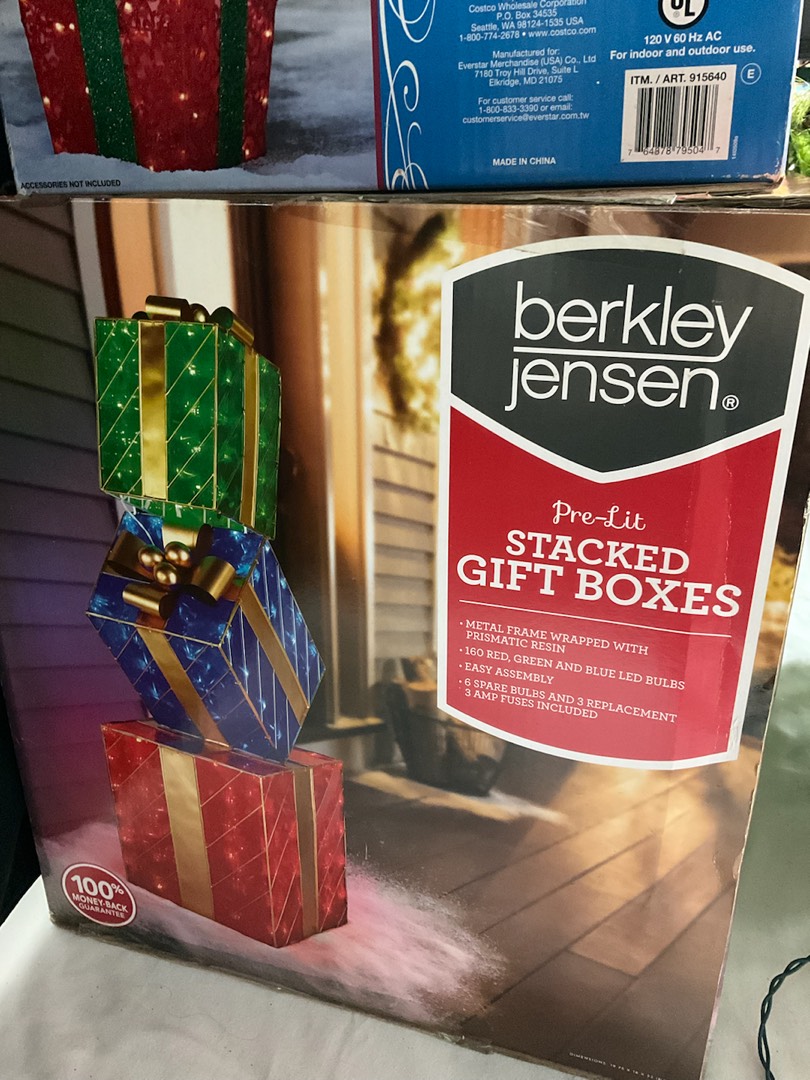 Costco Wholesale Corporation
P.O. Box 34535
Seattle, WA 98124-1535 USA
1-800-774-2678 • www.costco.com
Manufactured for:
Everstar Merchandise (USA) Co., Ltd
7180 Troy Hill Drive, Suite L
Elkridge, MD 21075
For customer service call:
1-800-833-3390 or email:
customerservice@everstar.com.tw
MADE IN CHINA
UL
120 V 60 Hz AC
For indoor and outdoor use.
ITM. / ART. 915640
E
7 64878 79504 7
ACCESSORIES NOT INCLUDED
berkley
jensen®
Pre-Lit
STACKED
GIFT BOXES
• METAL FRAME WRAPPED WITH
PRISMATIC RESIN
• 160 RED, GREEN AND BLUE LED BULBS
• EASY ASSEMBLY
• 6 SPARE BULBS AND 3 REPLACEMENT
3 AMP FUSES INCLUDED
100%
MONEY-BACK
GUARANTEE